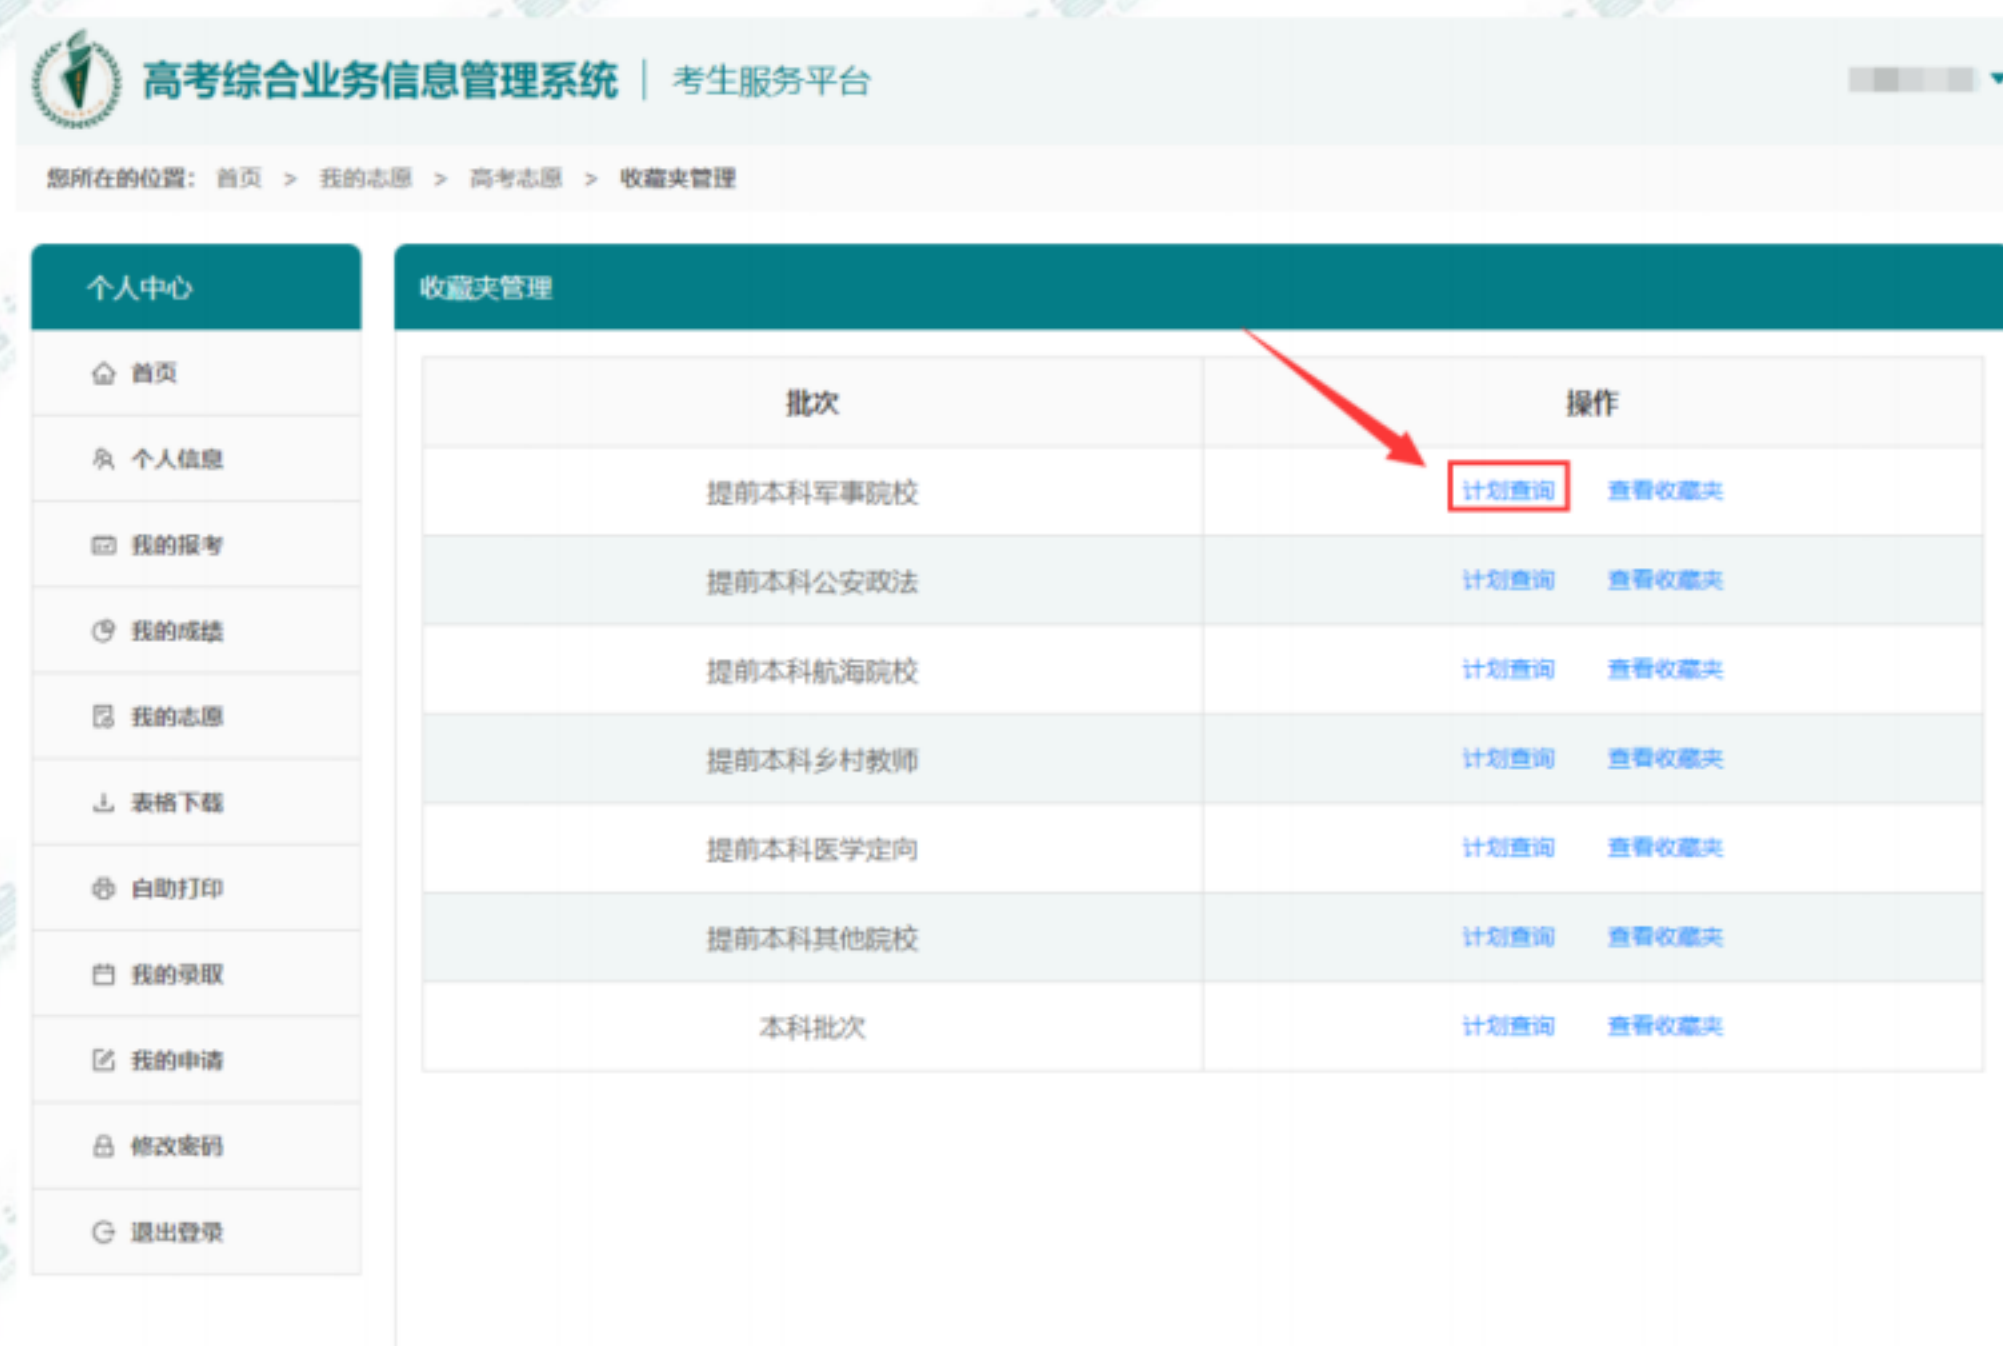 高考综合业务信息管理系统 | 考生服务平台
您所在的位置： 首页 > 我的志愿 > 高考志愿 > 收藏夹管理
个人中心
首页
个人信息
我的报考
我的成绩
我的志愿
表格下载
自助打印
我的录取
我的申请
修改密码
退出登录
收藏夹管理
批次 操作
提前本科军事院校 计划查询 查看收藏夹
提前本科公安政法 计划查询 查看收藏夹
提前本科航海院校 计划查询 查看收藏夹
提前本科乡村教师 计划查询 查看收藏夹
提前本科医学定向 计划查询 查看收藏夹
提前本科其他院校 计划查询 查看收藏夹
本科批次 计划查询 查看收藏夹